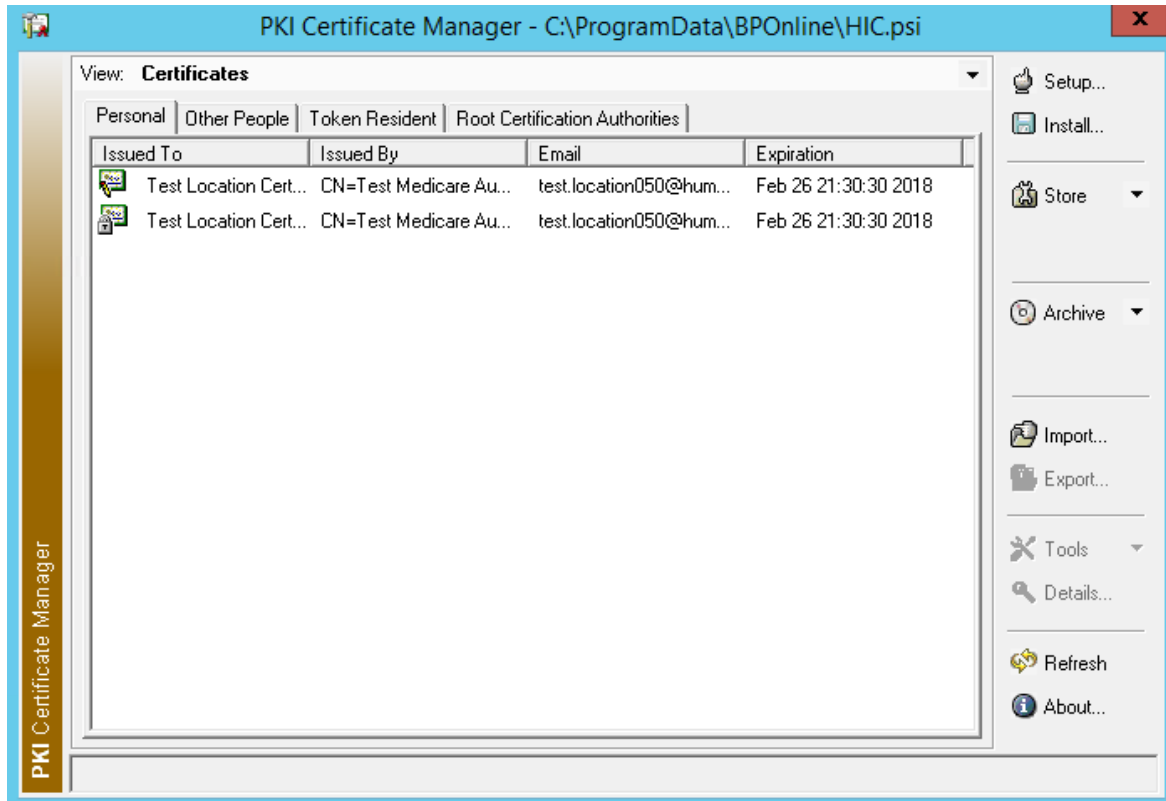 PKI Certificate Manager - C:\ProgramData\BPOnline\HIC.psi
x
View: Certificates
Personal Other People Token Resident Root Certification Authorities
Issued To Issued By Email Expiration
Test Location Cert... CN=Test Medicare Au... test.location050@hum... Feb 26 21:30:30 2018
Test Location Cert... CN=Test Medicare Au... test.location050@hum... Feb 26 21:30:30 2018
Setup...
Install...
Store
Archive
Import...
Export...
Tools
Details...
Refresh
About...
PKI Certificate Manager